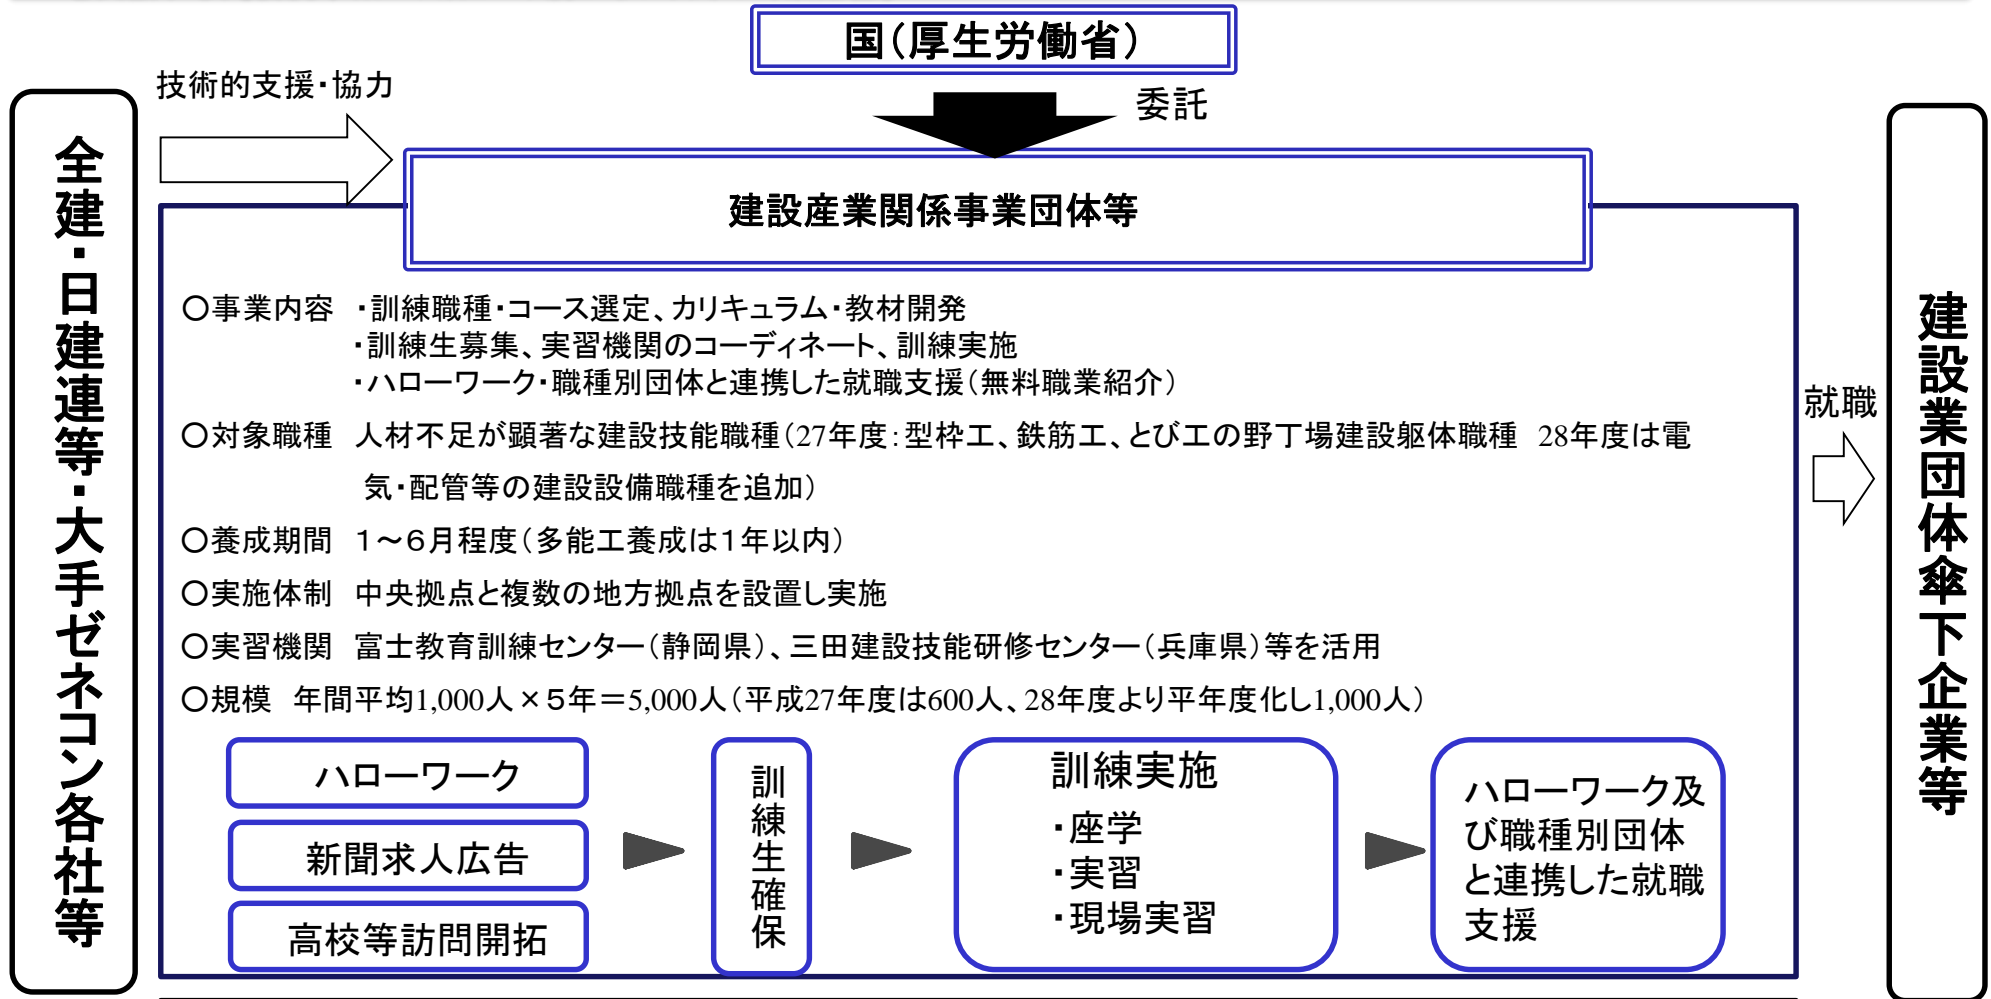 国(厚生労働省)
技術的支援・協力
委託
全建・日建連等・大手ゼネコン各社等
建設産業関係事業団体等
〇事業内容　・訓練職種・コース選定、カリキュラム・教材開発
・訓練生募集、実習機関のコーディネート、訓練実施
・ハローワーク・職種別団体と連携した就職支援(無料職業紹介)
〇対象職種　人材不足が顕著な建設技能職種(27年度:型枠工、鉄筋工、とび工の野丁場建設躯体職種　28年度は電
気・配管等の建設設備職種を追加)
〇養成期間　1～6月程度(多能工養成は1年以内)
〇実施体制　中央拠点と複数の地方拠点を設置し実施
〇実習機関　富士教育訓練センター(静岡県)、三田建設技能研修センター(兵庫県)等を活用
〇規模　年間平均1,000人×5年=5,000人(平成27年度は600人、28年度より平年度化し1,000人)
ハローワーク
新聞求人広告
高校等訪問開拓
訓練生確保
訓練実施
・座学
・実習
・現場実習
ハローワーク及
び職種別団体
と連携した就職
支援
就職
建設業団体傘下企業等